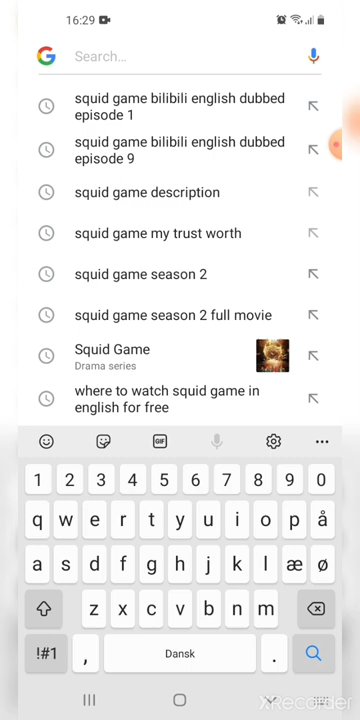 16:29
Search...
squid game bilibili english dubbed
episode 1
squid game bilibili english dubbed
episode 9
squid game description
squid game my trust worth
squid game season 2
squid game season 2 full movie
Squid Game
Drama series
where to watch squid game in
english for free
GIF
1 2 3 4 5 6 7 8 9 0
q w e r t y u i o p å
a s d f g h j k l æ ø
z x c v b n m
!#1 , Dansk .
XRecorder